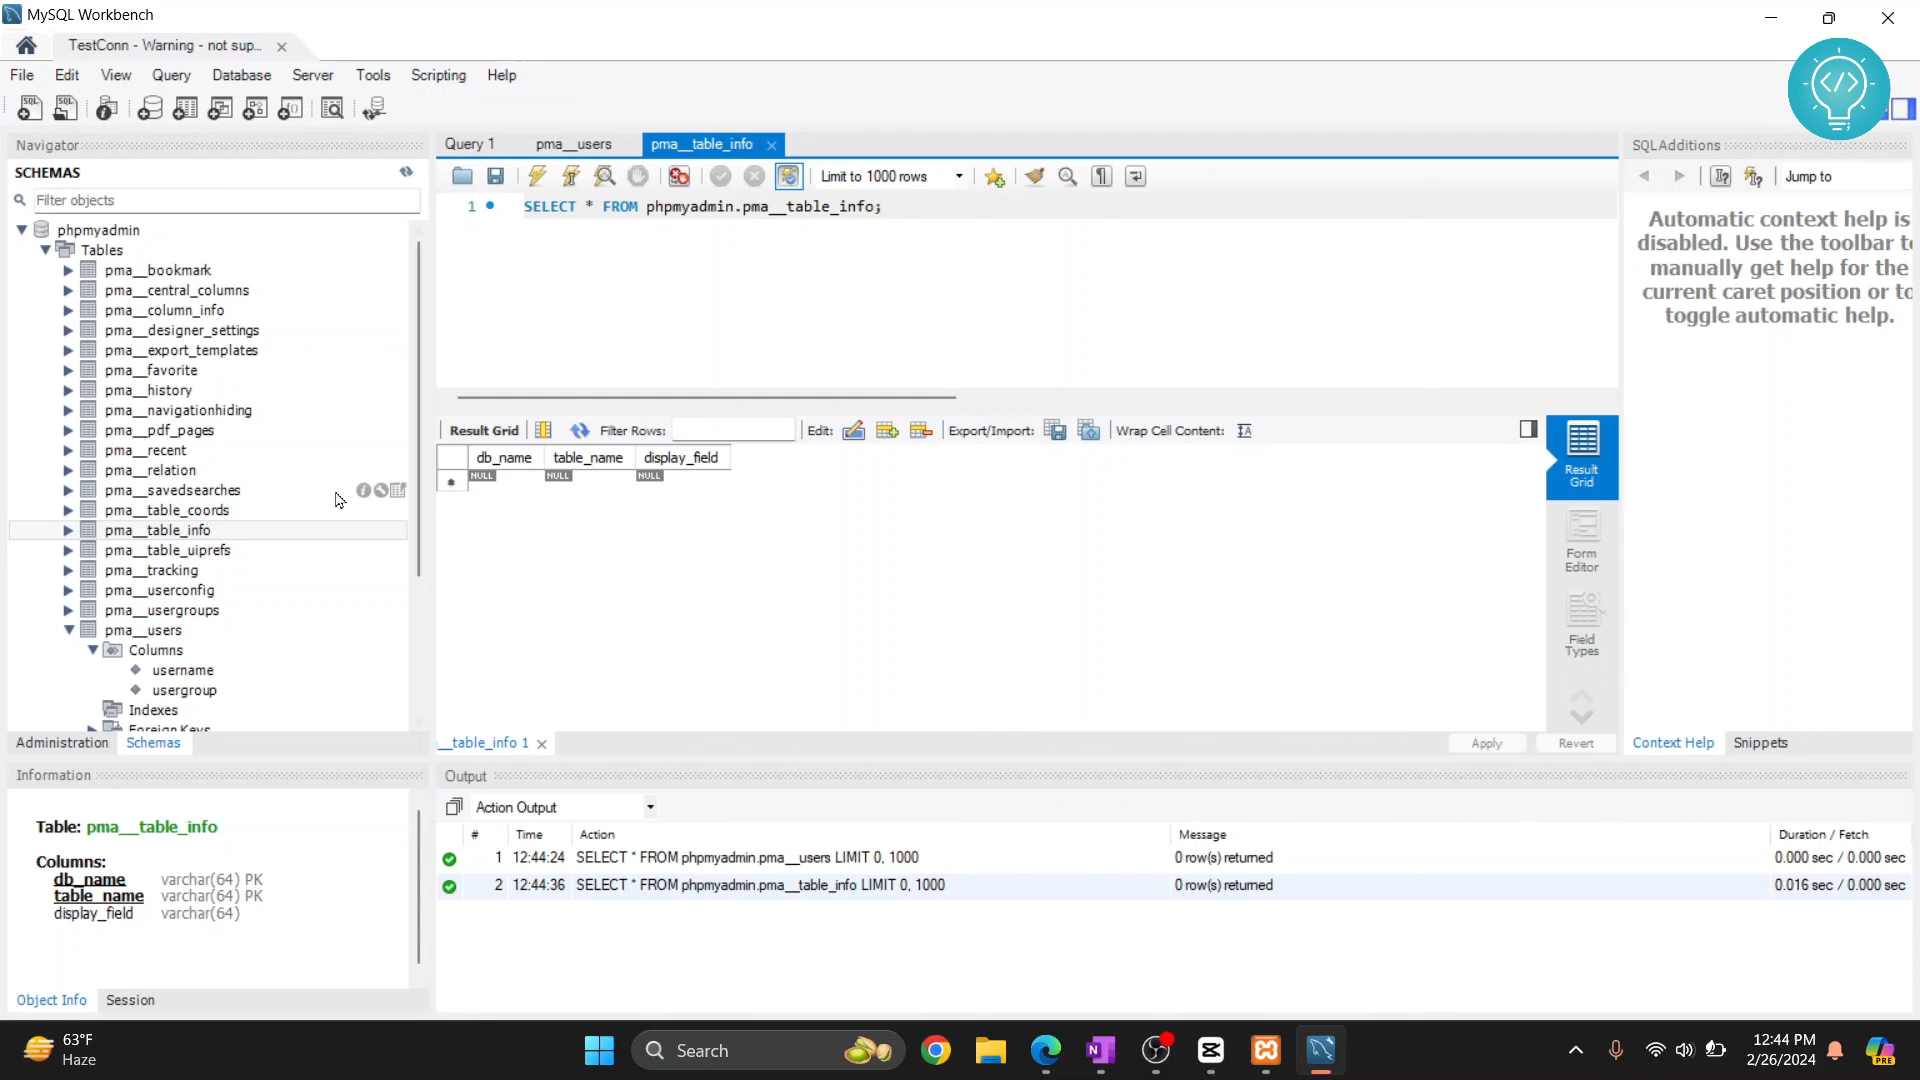 MySQL Workbench
TestConn - Warning - not sup...
File Edit View Query Database Server Tools Scripting Help
Navigator
SCHEMAS
Filter objects
phpmyadmin
Tables
pma__bookmark
pma__central_columns
pma__column_info
pma__designer_settings
pma__export_templates
pma__favorite
pma__history
pma__navigationhiding
pma__pdf_pages
pma__recent
pma__relation
pma__savedsearches
pma__table_coords
pma__table_info
pma__table_uiprefs
pma__tracking
pma__userconfig
pma__usergroups
pma__users
Columns
username
usergroup
Indexes
Foreign Keys
Administration Schemas
Information
Table: pma__table_info
Columns:
db_name varchar(64) PK
table_name varchar(64) PK
display_field varchar(64)
Object Info Session
Query 1 pma__users pma__table_info
Limit to 1000 rows
1 SELECT * FROM phpmyadmin.pma__table_info;
Result Grid Filter Rows: Edit: Export/Import: Wrap Cell Content:
db_name table_name display_field
NULL NULL NULL
Result
Grid
Form
Editor
Field
Types
__table_info 1
Apply Revert
SQLAdditions
Jump to
Automatic context help is
disabled. Use the toolbar to
manually get help for the
current caret position or to
toggle automatic help.
Context Help Snippets
Output
Action Output
# Time Action Message Duration / Fetch
1 12:44:24 SELECT * FROM phpmyadmin.pma__users LIMIT 0, 1000 0 row(s) returned 0.000 sec / 0.000 sec
2 12:44:36 SELECT * FROM phpmyadmin.pma__table_info LIMIT 0, 1000 0 row(s) returned 0.016 sec / 0.000 sec
63°F
Haze
Search
12:44 PM
2/26/2024
PRE